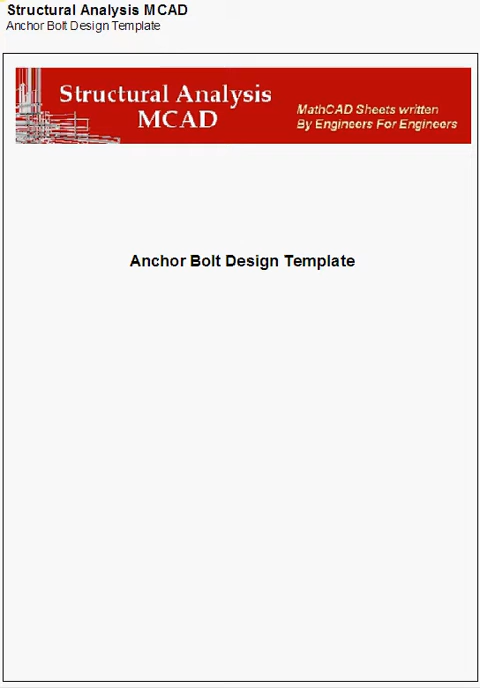 Structural Analysis MCAD
Anchor Bolt Design Template
Structural Analysis
MCAD
MathCAD Sheets written
By Engineers For Engineers
Anchor Bolt Design Template